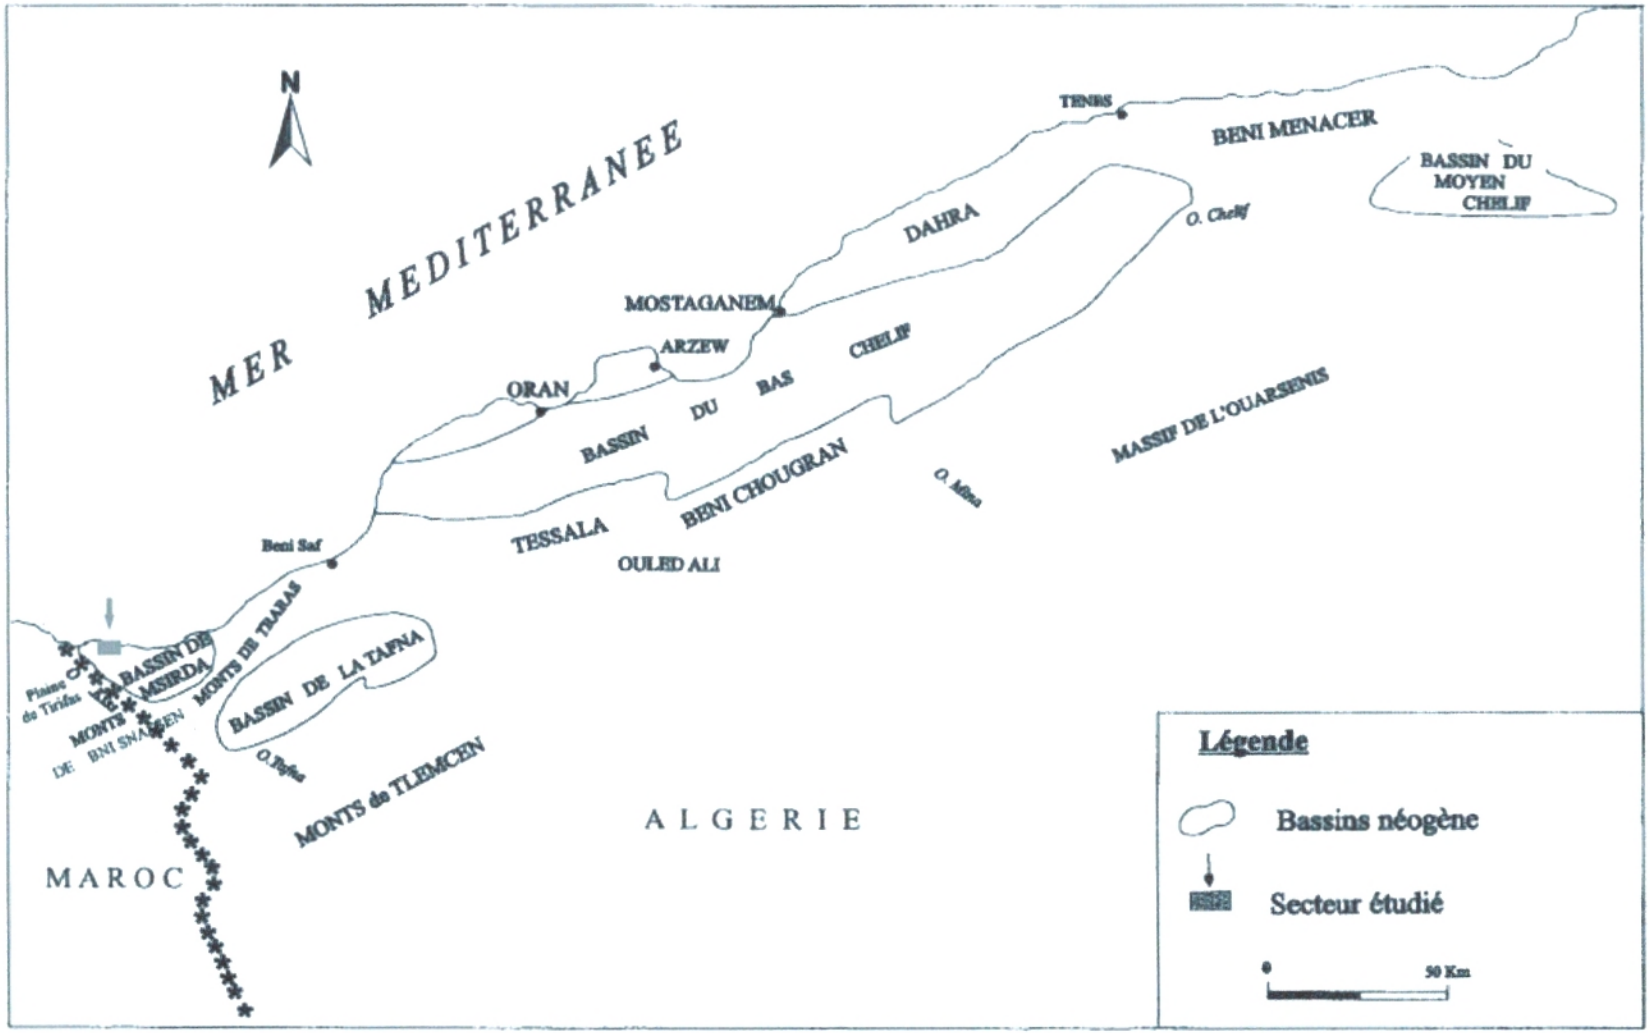 N
MER MEDITERRANEE
TENES
BENI MENACER
BASSIN DU
MOYEN
CHELIF
DAHRA
O. Chelif
MOSTAGANEM
ARZEW
ORAN
BASSIN DU BAS CHELIF
MASSIF DE L'OUARSENIS
BENI CHOUGRAN
O. Mina
TESSALA
OULED ALI
Beni Saf
MONTS DE TRARAS
BASSIN DE
MSIRDA
BASSIN DE LA TAFNA
Plaine
de Tirifas
MONTS
DE BNI SNASSEN
O. Tafna
MONTS de TLEMCEN
ALGERIE
MAROC
Légende
Bassins néogène
Secteur étudié
0 50 Km